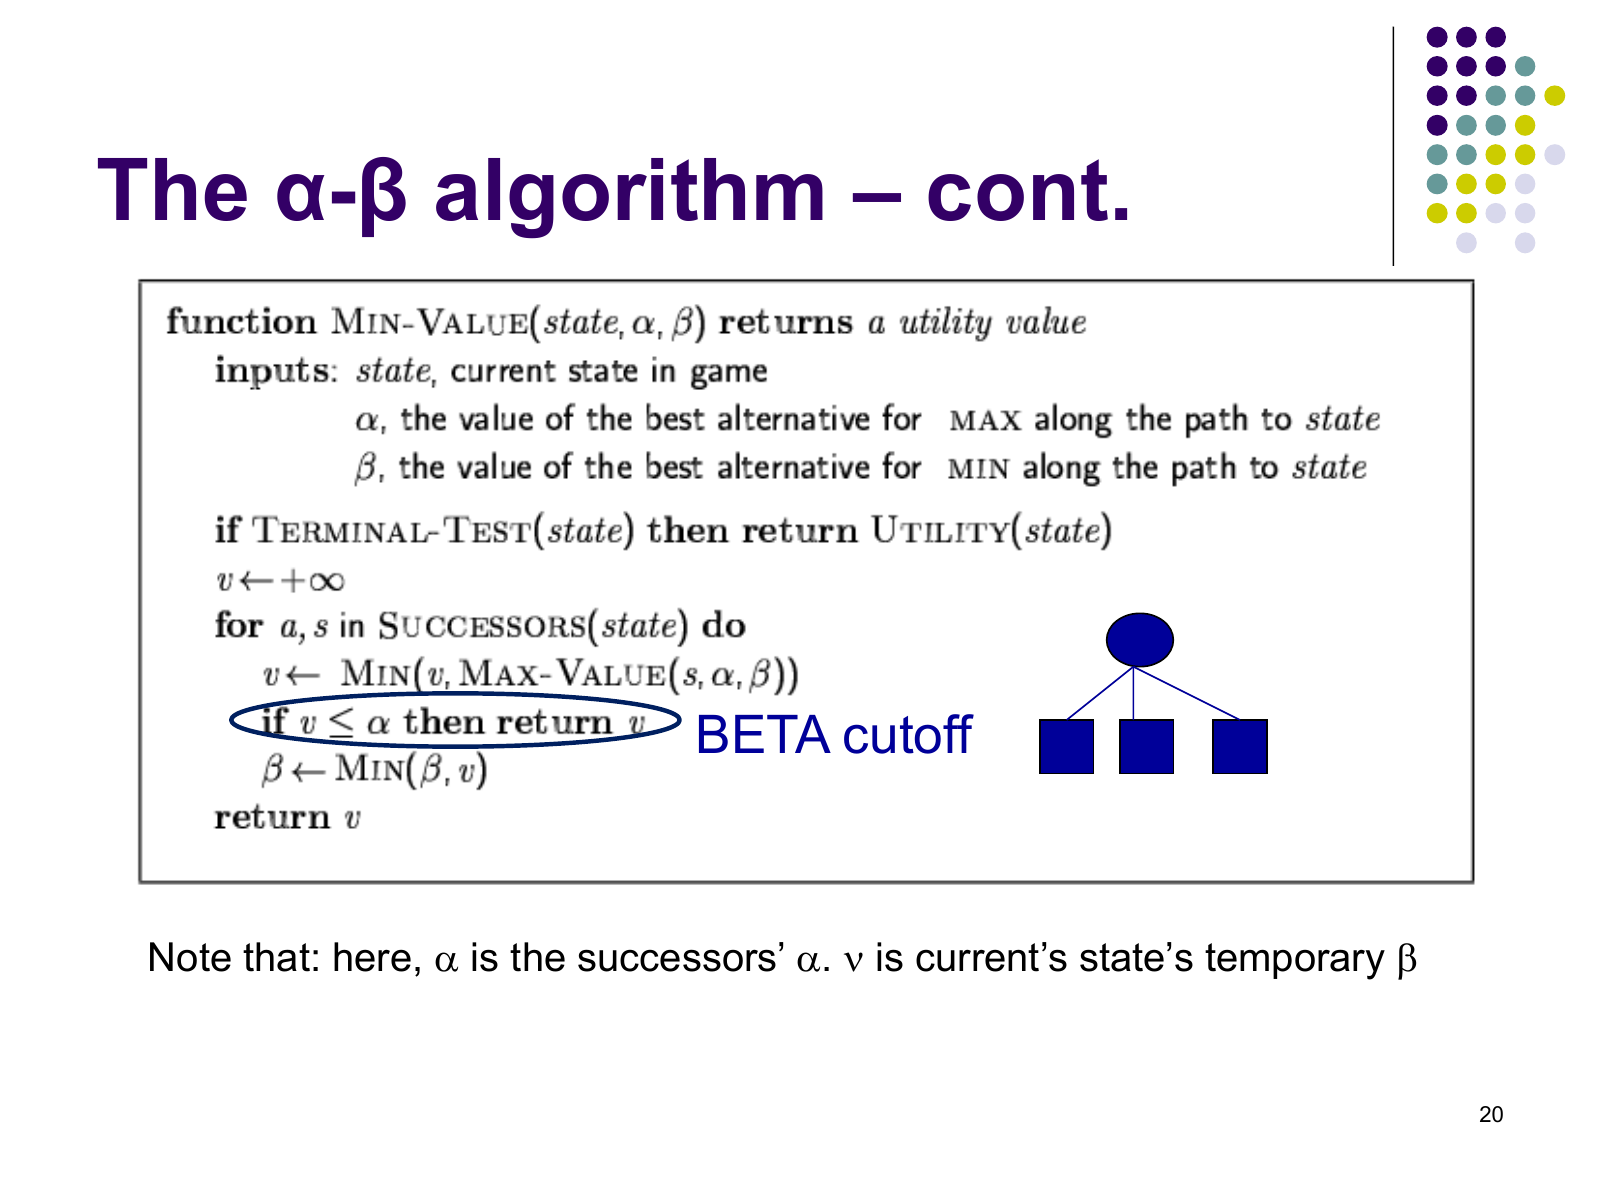 The α-β algorithm – cont.
function MIN-VALUE(state, α, β) returns a utility value
inputs: state, current state in game
α, the value of the best alternative for MAX along the path to state
β, the value of the best alternative for MIN along the path to state
if TERMINAL-TEST(state) then return UTILITY(state)
v ← +∞
for a, s in SUCCESSORS(state) do
v ← MIN(v, MAX-VALUE(s, α, β))
if v ≤ α then return v
BETA cutoff
β ← MIN(β, v)
return v
Note that: here, α is the successors’ α. ν is current’s state’s temporary β
20